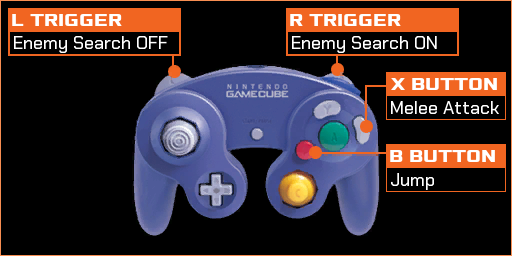 L TRIGGER
Enemy Search OFF
R TRIGGER
Enemy Search ON
X BUTTON
Melee Attack
B BUTTON
Jump
NINTENDO
GAMECUBE
Y